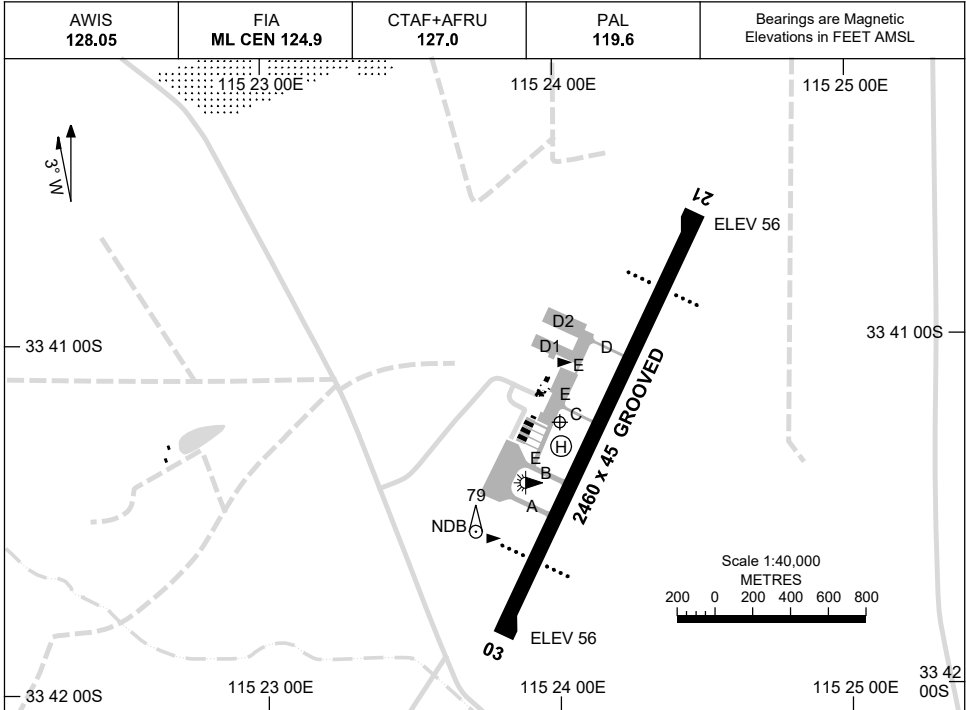 AWIS
128.05
FIA
ML CEN 124.9
CTAF+AFRU
127.0
PAL
119.6
Bearings are Magnetic
Elevations in FEET AMSL
115 23 00E
115 24 00E
115 25 00E
3° W
21
ELEV 56
33 41 00S
33 41 00S
D2
D
D1
E
E
C
H
E
B
A
79
NDB
2460 x 45 GROOVED
Scale 1:40,000
METRES
200 0 200 400 600 800
03
ELEV 56
33 42 00S
115 23 00E
115 24 00E
115 25 00E
33 42
00S